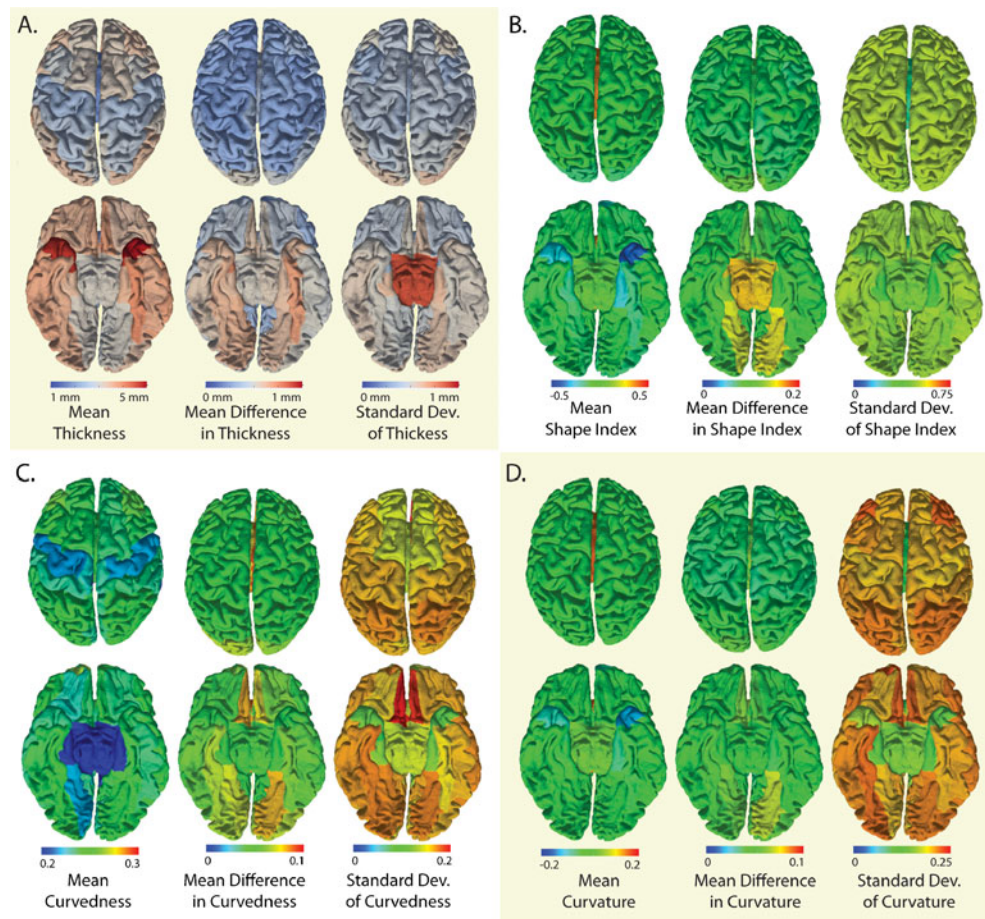 A.
1 mm 5 mm 0 mm 1 mm 0 mm 1 mm
Mean Mean Difference Standard Dev.
Thickness in Thickness of Thickess
B.
-0.5 0.5 0 0.2 0 0.75
Mean Mean Difference Standard Dev.
Shape Index in Shape Index of Shape Index
C.
0.2 0.3 0 0.1 0 0.2
Mean Mean Difference Standard Dev.
Curvedness in Curvedness of Curvedness
D.
-0.2 0.2 0 0.1 0 0.25
Mean Mean Difference Standard Dev.
Curvature in Curvature of Curvature